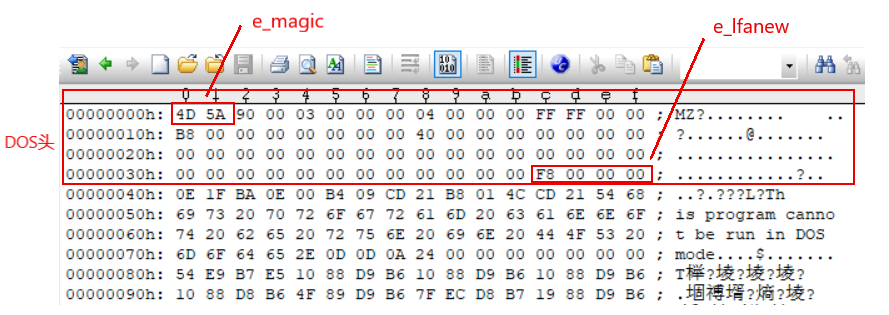 e_magic
e_lfanew
0 1 2 3 4 5 6 7 8 9 a b c d e f
DOS头
00000000h: 4D 5A 90 00 03 00 00 00 04 00 00 00 FF FF 00 00 ; MZ?......... ..
00000010h: B8 00 00 00 00 00 00 00 40 00 00 00 00 00 00 00 ; ?......@.......
00000020h: 00 00 00 00 00 00 00 00 00 00 00 00 00 00 00 00 ; ................
00000030h: 00 00 00 00 00 00 00 00 00 00 00 00 F8 00 00 00 ; ............?..
00000040h: 0E 1F BA 0E 00 B4 09 CD 21 B8 01 4C CD 21 54 68 ; ..?.???L?Th
00000050h: 69 73 20 70 72 6F 67 72 61 6D 20 63 61 6E 6E 6F ; is program canno
00000060h: 74 20 62 65 20 72 75 6E 20 69 6E 20 44 4F 53 20 ; t be run in DOS
00000070h: 6D 6F 64 65 2E 0D 0D 0A 24 00 00 00 00 00 00 00 ; mode....$.......
00000080h: 54 E9 B7 E5 10 88 D9 B6 10 88 D9 B6 10 88 D9 B6 ; T榉?堎?堎?堎?
00000090h: 10 88 D8 B6 4F 89 D9 B6 7F EC D8 B7 19 88 D9 B6 ;